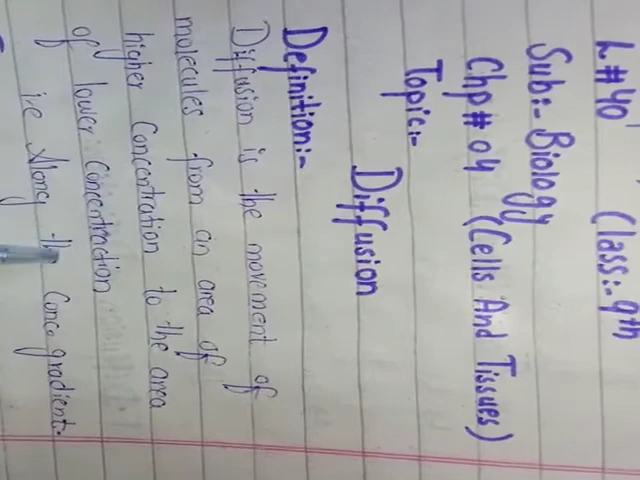 L#40 Class:- 9th
Sub:- Biology
Chp # 04 (Cells And Tissues)
Topic:-
Diffusion
Definition:-
Diffusion is the movement of
molecules from an area of
higher Concentration to the area
of lower Concentraction
i.e Along the Conc. gradient.